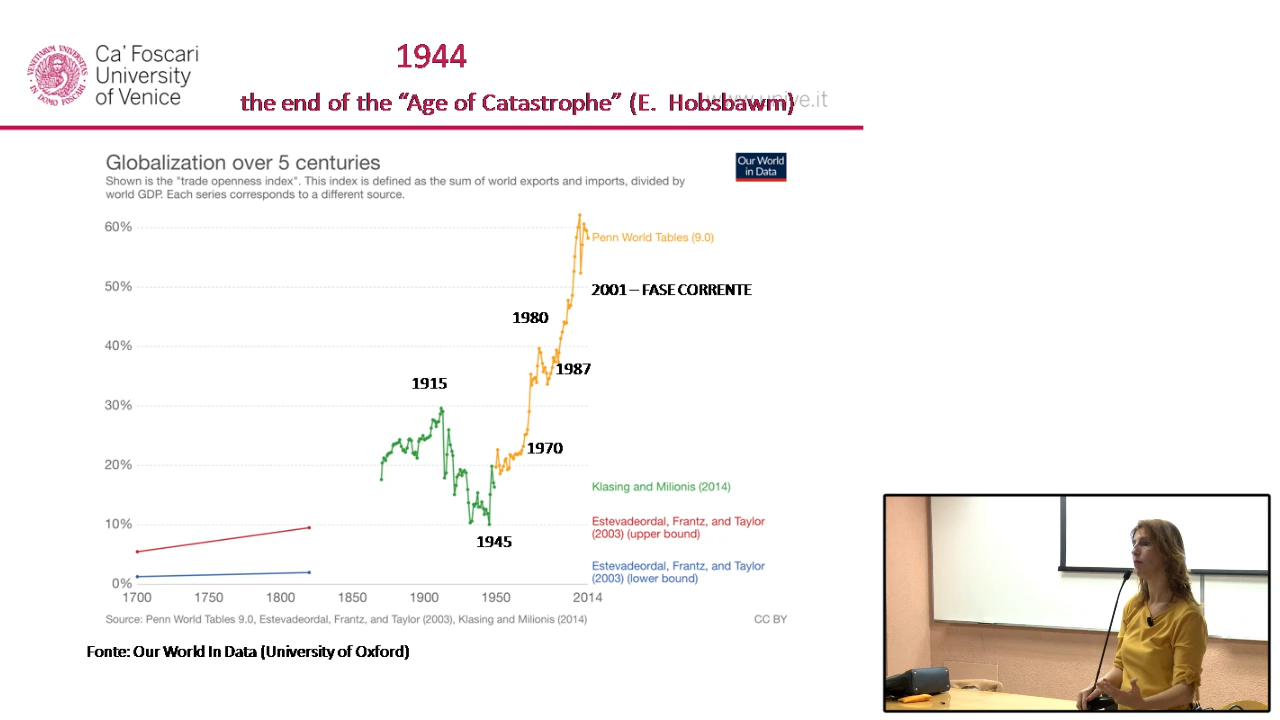 Ca' Foscari
University
of Venice
1944
the end of the “Age of Catastrophe” (E. Hobsbawm)
Globalization over 5 centuries
Shown is the "trade openness index". This index is defined as the sum of world exports and imports, divided by
world GDP. Each series corresponds to a different source.
Our World
in Data
60%
Penn World Tables (9.0)
50%
2001 – FASE CORRENTE
1980
40%
1987
1915
30%
1970
20%
Klasing and Milionis (2014)
10%
Estevadeordal, Frantz, and Taylor
(2003) (upper bound)
1945
Estevadeordal, Frantz, and Taylor
(2003) (lower bound)
0%
1700 1750 1800 1850 1900 1950 2014
Source: Penn World Tables 9.0, Estevadeordal, Frantz, and Taylor (2003), Klasing and Milionis (2014)
CC BY
Fonte: Our World In Data (University of Oxford)